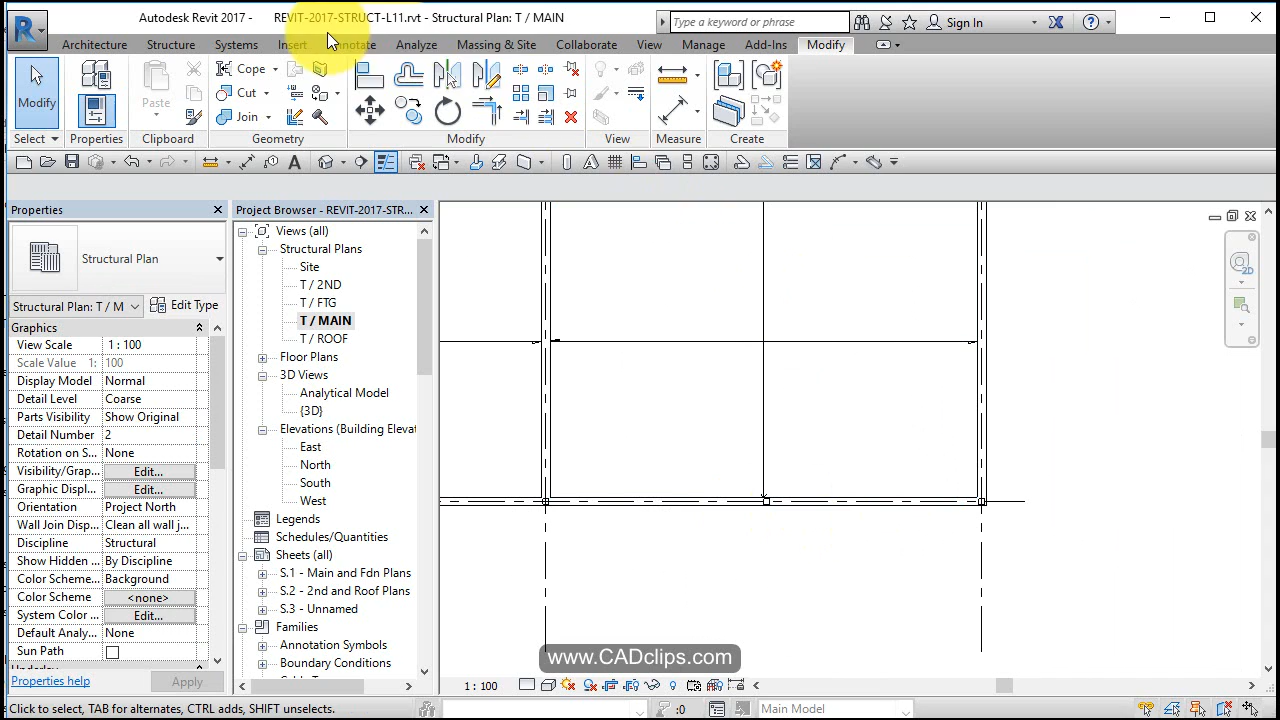 Autodesk Revit 2017 - REVIT-2017-STRUCT-L11.rvt - Structural Plan: T / MAIN
Type a keyword or phrase
Sign In
Architecture Structure Systems Insert Annotate Analyze Massing & Site Collaborate View Manage Add-Ins Modify
Cope
Cut
Join
Modify
Paste
Select Properties Clipboard Geometry Modify View Measure Create
Properties
Structural Plan
Structural Plan: T / M
Edit Type
Graphics
View Scale 1 : 100
Scale Value 1: 100
Display Model Normal
Detail Level Coarse
Parts Visibility Show Original
Detail Number 2
Rotation on S... None
Visibility/Grap... Edit...
Graphic Displ... Edit...
Orientation Project North
Wall Join Disp... Clean all wall j...
Discipline Structural
Show Hidden ... By Discipline
Color Scheme... Background
Color Scheme <none>
System Color ... Edit...
Default Analy... None
Sun Path
Underlay
Properties help
Apply
Project Browser - REVIT-2017-STR...
Views (all)
Structural Plans
Site
T / 2ND
T / FTG
T / MAIN
T / ROOF
Floor Plans
3D Views
Analytical Model
{3D}
Elevations (Building Elevat
East
North
South
West
Legends
Schedules/Quantities
Sheets (all)
S.1 - Main and Fdn Plans
S.2 - 2nd and Roof Plans
S.3 - Unnamed
Families
Annotation Symbols
Boundary Conditions
2D
www.CADclips.com
1 : 100
Click to select, TAB for alternates, CTRL adds, SHIFT unselects.
:0
Main Model